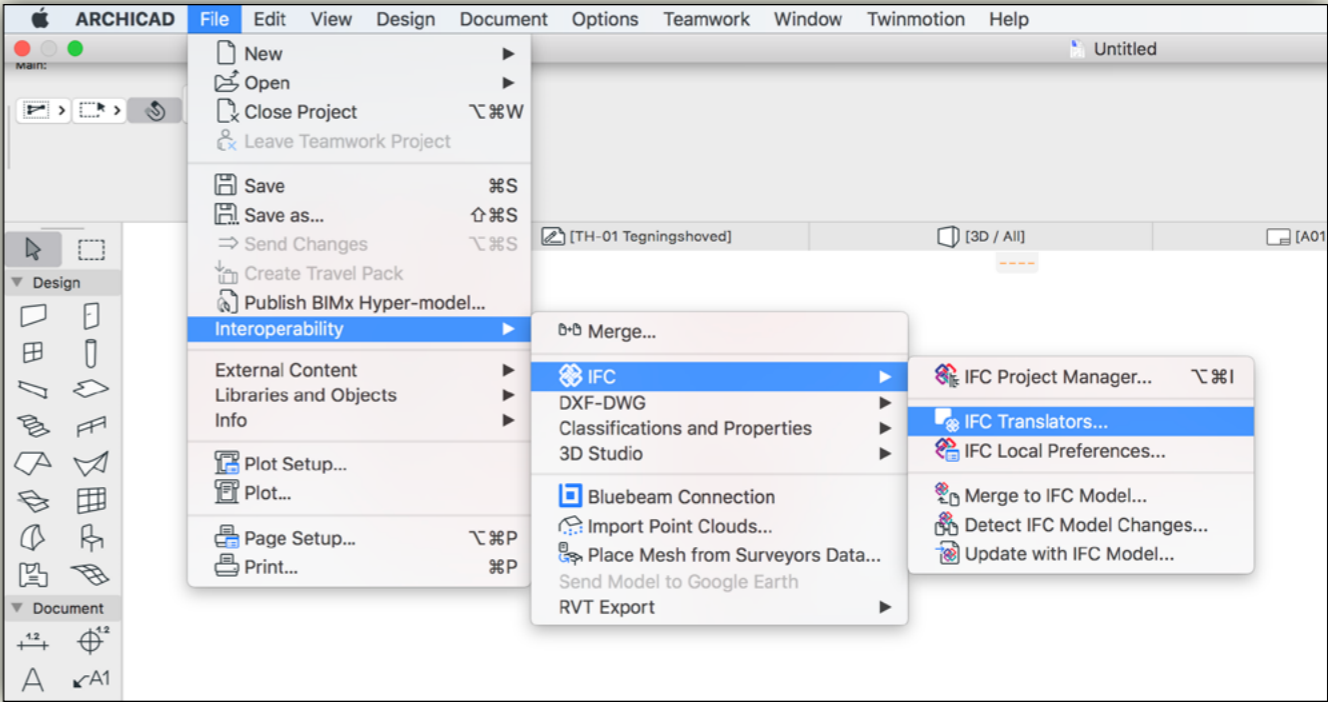 ARCHICAD File Edit View Design Document Options Teamwork Window Twinmotion Help
Untitled
Main:
New
Open
Close Project ⌥⌘W
Leave Teamwork Project
Save ⌘S
Save as... ⇧⌘S
Send Changes ⌥⌘S
Create Travel Pack
Publish BIMx Hyper-model...
Interoperability
External Content
Libraries and Objects
Info
Plot Setup...
Plot...
Page Setup... ⌥⌘P
Print... ⌘P
[TH-01 Tegningshoved] [3D / All] [A01
Merge...
IFC
DXF-DWG
Classifications and Properties
3D Studio
Bluebeam Connection
Import Point Clouds...
Place Mesh from Surveyors Data...
Send Model to Google Earth
RVT Export
IFC Project Manager... ⌥⌘I
IFC Translators...
IFC Local Preferences...
Merge to IFC Model...
Detect IFC Model Changes...
Update with IFC Model...
Design
Document
1.2 1.2
A A1